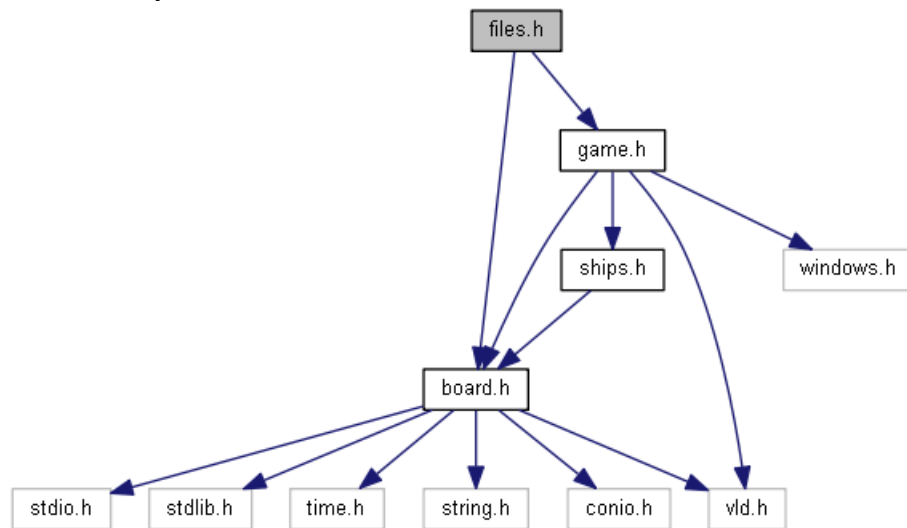 files.h
game.h
ships.h
windows.h
board.h
stdio.h
stdlib.h
time.h
string.h
conio.h
vld.h